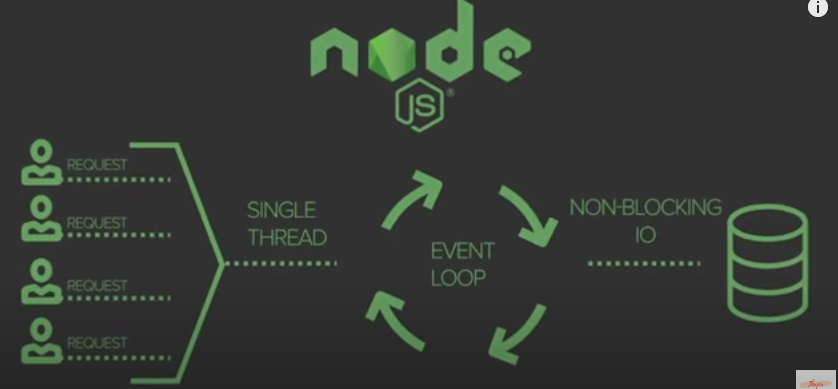 node
JS®
REQUEST
REQUEST
REQUEST
REQUEST
SINGLE
THREAD
EVENT
LOOP
NON-BLOCKING
IO